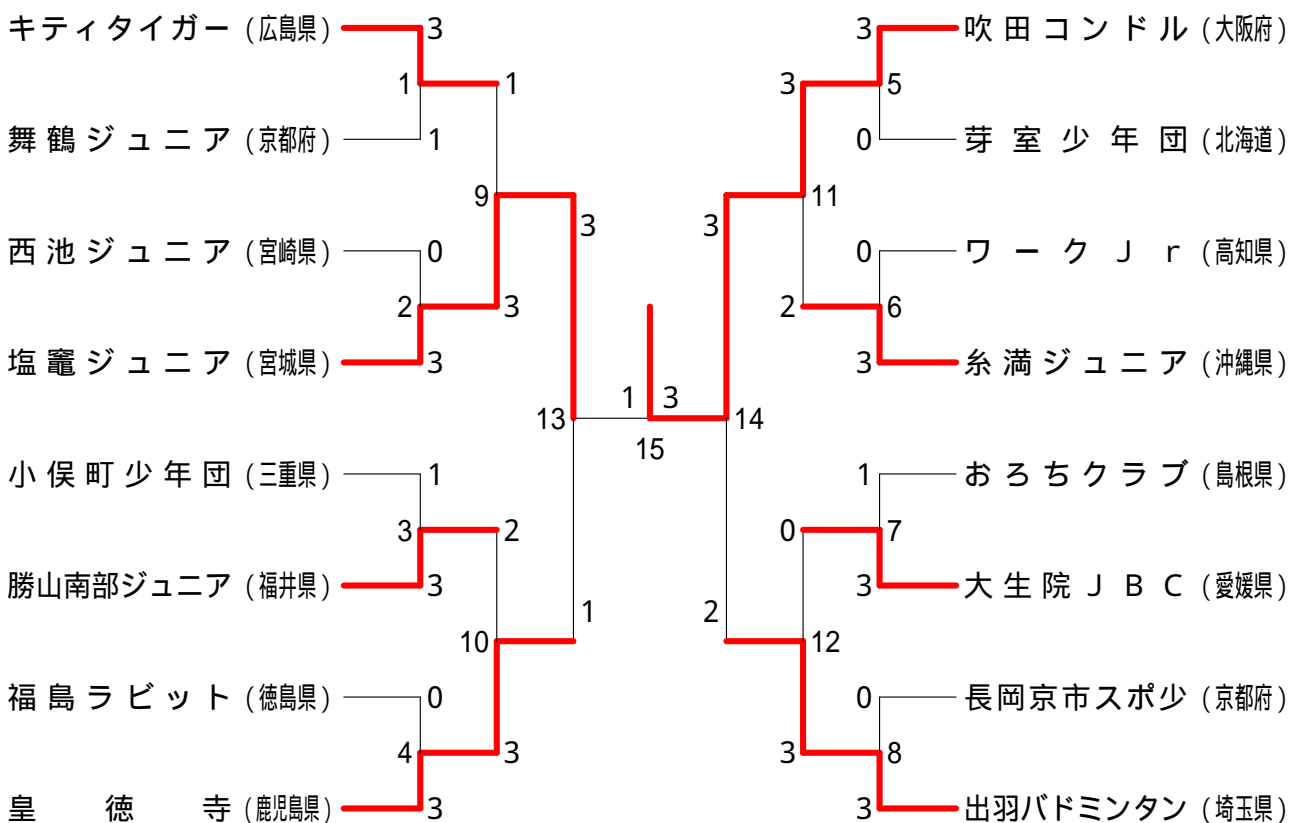 キティタイガー (広島県) 3
1 1
舞鶴ジュニア (京都府) 1
9
3
西池ジュニア (宮崎県) 0
2 3
塩竈ジュニア (宮城県) 3
13
小俣町少年団 (三重県) 1
3 2
勝山南部ジュニア (福井県) 3
10
1
福島ラビット (徳島県) 0
4 3
皇徳寺 (鹿児島県) 3
1 3
15
3 吹田コンドル (大阪府)
3 5
0 芽室少年団 (北海道)
11
3
0 ワークJr (高知県)
2 6
3 糸満ジュニア (沖縄県)
14
1 おろちクラブ (島根県)
0 7
3 大生院JBC (愛媛県)
2
12
0 長岡京市スポ少 (京都府)
3 8
3 出羽バドミンタン (埼玉県)